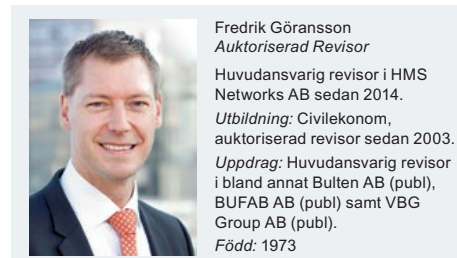 Fredrik Göransson
Auktoriserad Revisor
Huvudansvarig revisor i HMS
Networks AB sedan 2014.
Utbildning: Civilekonom,
auktoriserad revisor sedan 2003.
Uppdrag: Huvudansvarig revisor
i bland annat Bulten AB (publ),
BUFAB AB (publ) samt VBG
Group AB (publ).
Född: 1973